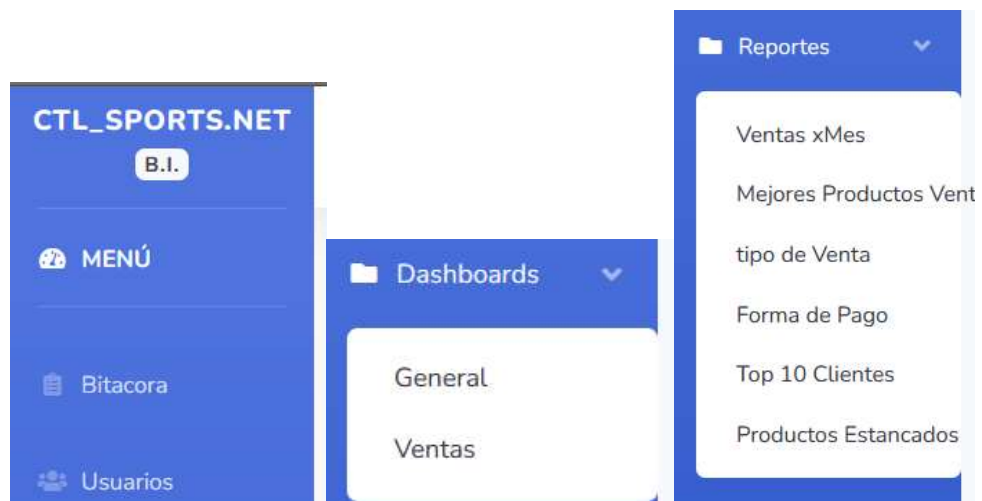 CTL_SPORTS.NET
B.I.
MENÚ
Bitacora
Usuarios
Dashboards
General
Ventas
Reportes
Ventas xMes
Mejores Productos Vent
tipo de Venta
Forma de Pago
Top 10 Clientes
Productos Estancados